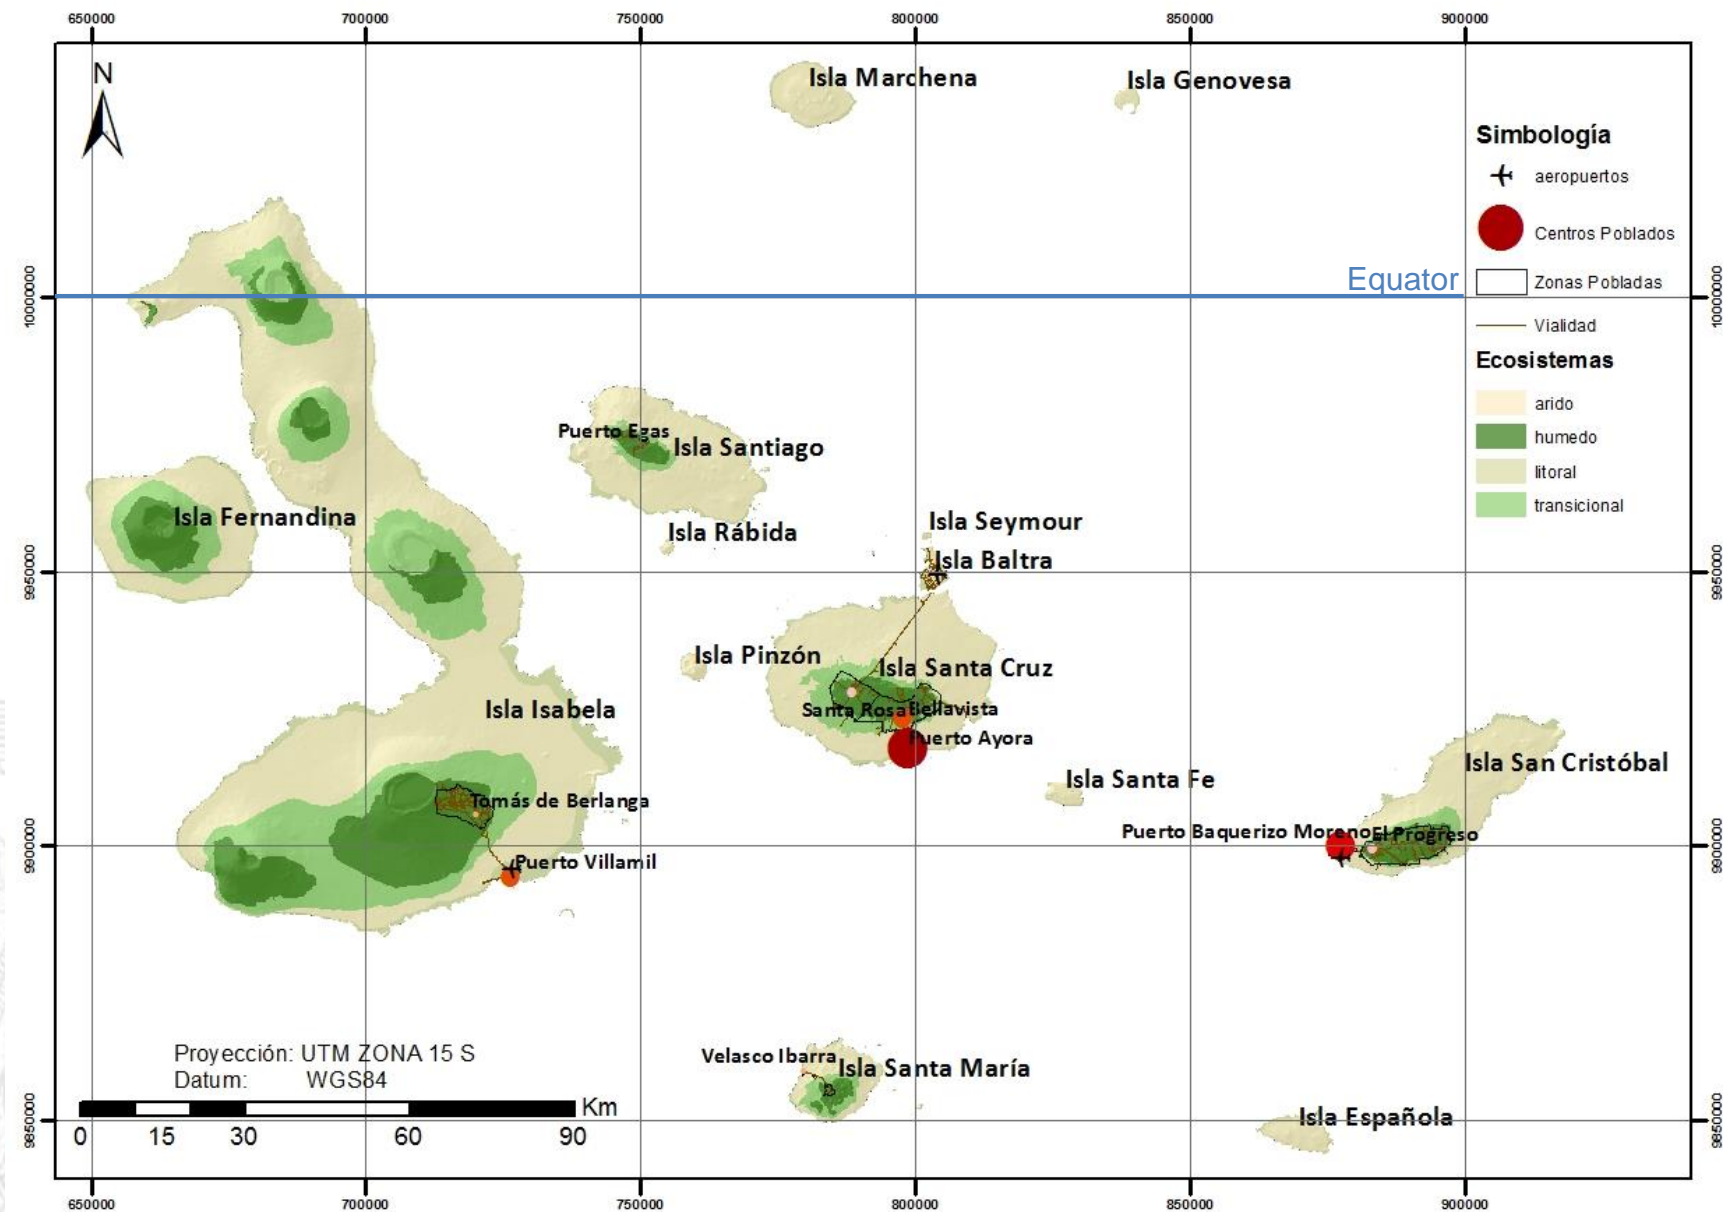 650000 700000 750000 800000 850000 900000
N
Isla Marchena
Isla Genovesa
Simbología
aeropuertos
Centros Poblados
Equator
Zonas Pobladas
10000000 10000000
Vialidad
Ecosistemas
arido
humedo
litoral
transicional
Puerto Egas
Isla Santiago
Isla Fernandina
Isla Rábida
Isla Seymour
Isla Baltra
9950000 9950000
Isla Pinzón
Isla Santa Cruz
Isla Isabela
Santa Rosa
Bellavista
Puerto Ayora
Isla San Cristóbal
Isla Santa Fe
Tomás de Berlanga
Puerto Baquerizo Moreno
El Progreso
9900000 9900000
Puerto Villamil
Proyección: UTM ZONA 15 S
Datum: WGS84
Km
0 15 30 60 90
Velasco Ibarra
Isla Santa María
Isla Española
9850000 9850000
650000 700000 750000 800000 850000 900000